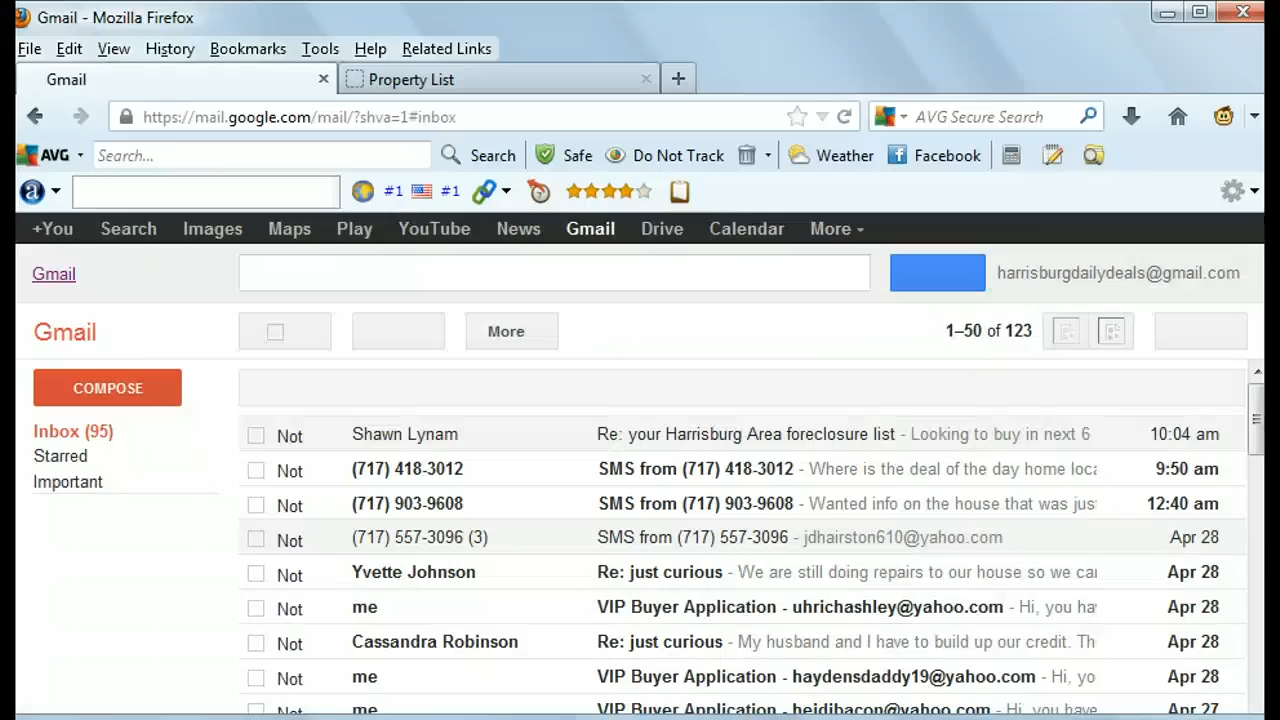 Gmail - Mozilla Firefox
File Edit View History Bookmarks Tools Help Related Links
Gmail Property List
https://mail.google.com/mail/?shva=1#inbox AVG Secure Search
AVG Search... Search Safe Do Not Track Weather Facebook
a #1 #1
+You Search Images Maps Play YouTube News Gmail Drive Calendar More
Gmail harrisburgdailydeals@gmail.com
Gmail More 1–50 of 123
COMPOSE
Inbox (95)
Starred
Important
Not Shawn Lynam Re: your Harrisburg Area foreclosure list - Looking to buy in next 6 10:04 am
Not (717) 418-3012 SMS from (717) 418-3012 - Where is the deal of the day home loca 9:50 am
Not (717) 903-9608 SMS from (717) 903-9608 - Wanted info on the house that was jus 12:40 am
Not (717) 557-3096 (3) SMS from (717) 557-3096 - jdhairston610@yahoo.com Apr 28
Not Yvette Johnson Re: just curious - We are still doing repairs to our house so we ca Apr 28
Not me VIP Buyer Application - uhrichashley@yahoo.com - Hi, you ha Apr 28
Not Cassandra Robinson Re: just curious - My husband and I have to build up our credit. Th Apr 28
Not me VIP Buyer Application - haydensdaddy19@yahoo.com - Hi, yo Apr 28
Not me VIP Buyer Application - heidibacon@yahoo.com - Hi, you have Apr 27